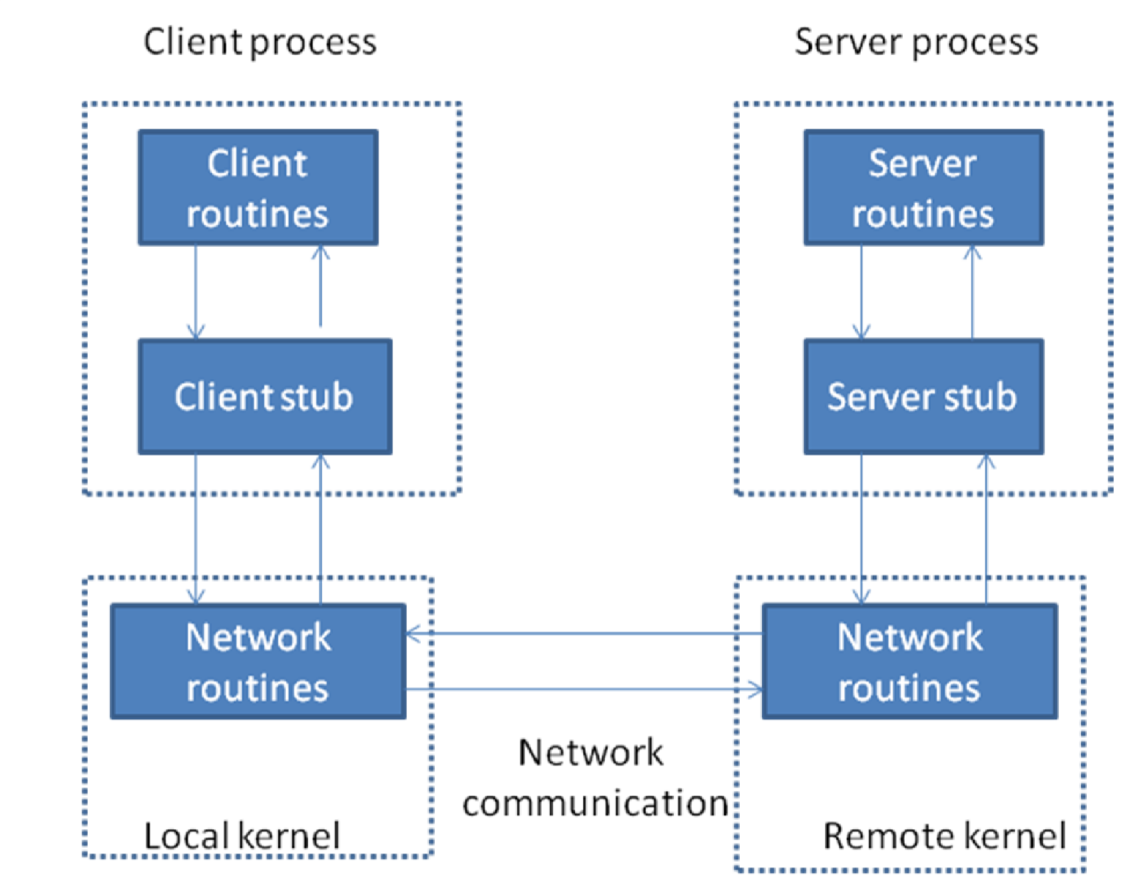 Client process
Server process
Client
routines
Server
routines
Client stub
Server stub
Network
routines
Network
routines
Network
communication
Local kernel
Remote kernel